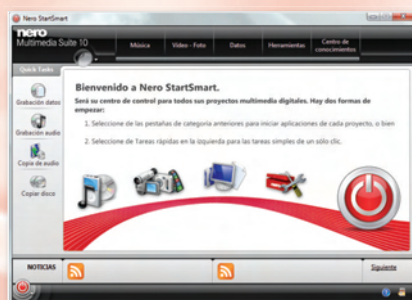 Nero StartSmart
nero
Multimedia Suite 10
Música
Vídeo - Foto
Datos
Herramientas
Centro de conocimientos
Quick Tasks
Grabación datos
Grabación audio
Copia de audio
Copiar disco
Bienvenido a Nero StartSmart.
Será su centro de control para todos sus proyectos multimedia digitales. Hay dos formas de
empezar:
1. Seleccione de las pestañas de categoría anteriores para iniciar aplicaciones de cada proyecto, o bien
2. Seleccione de Tareas rápidas en la izquierda para las tareas simples de un sólo clic.
NOTICIAS
Siguiente